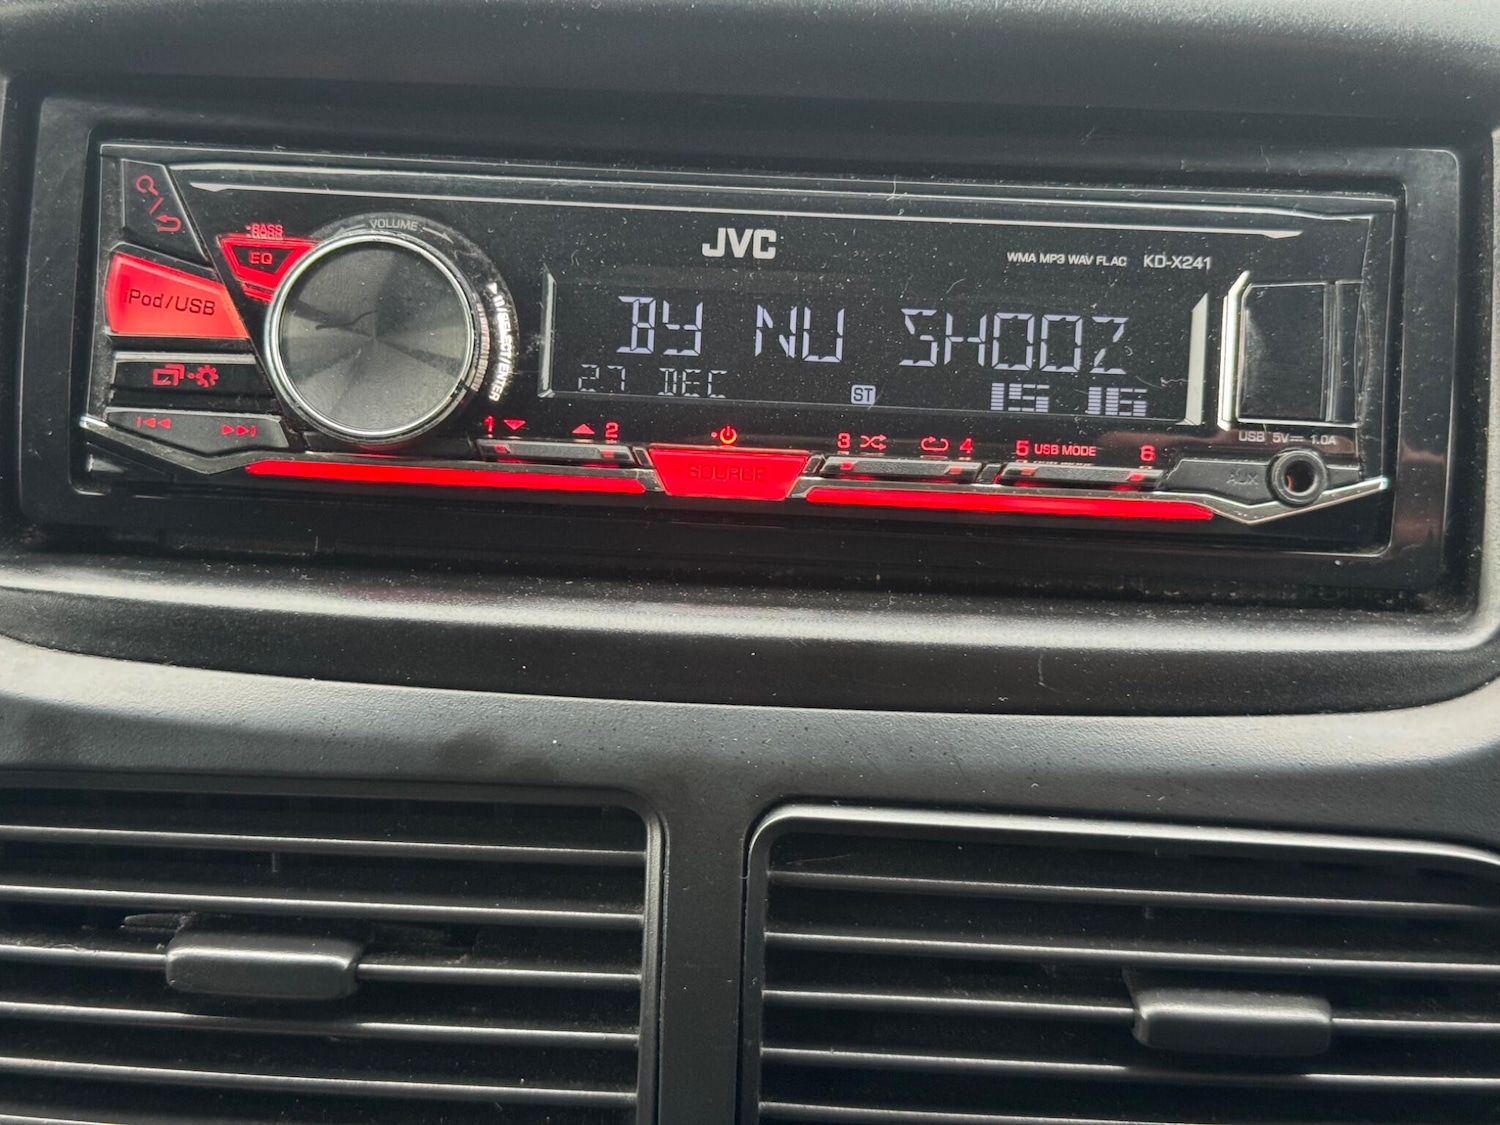 VOLUME
BASS
EQ
iPod/USB
JVC
WMA MP3 WAV FLAC KD-X241
BY NU SHOOZ
27 DEC ST 15 16
1 2 3 4 5 USB MODE 6
SOURCE
USB 5V 1.0A
AUX